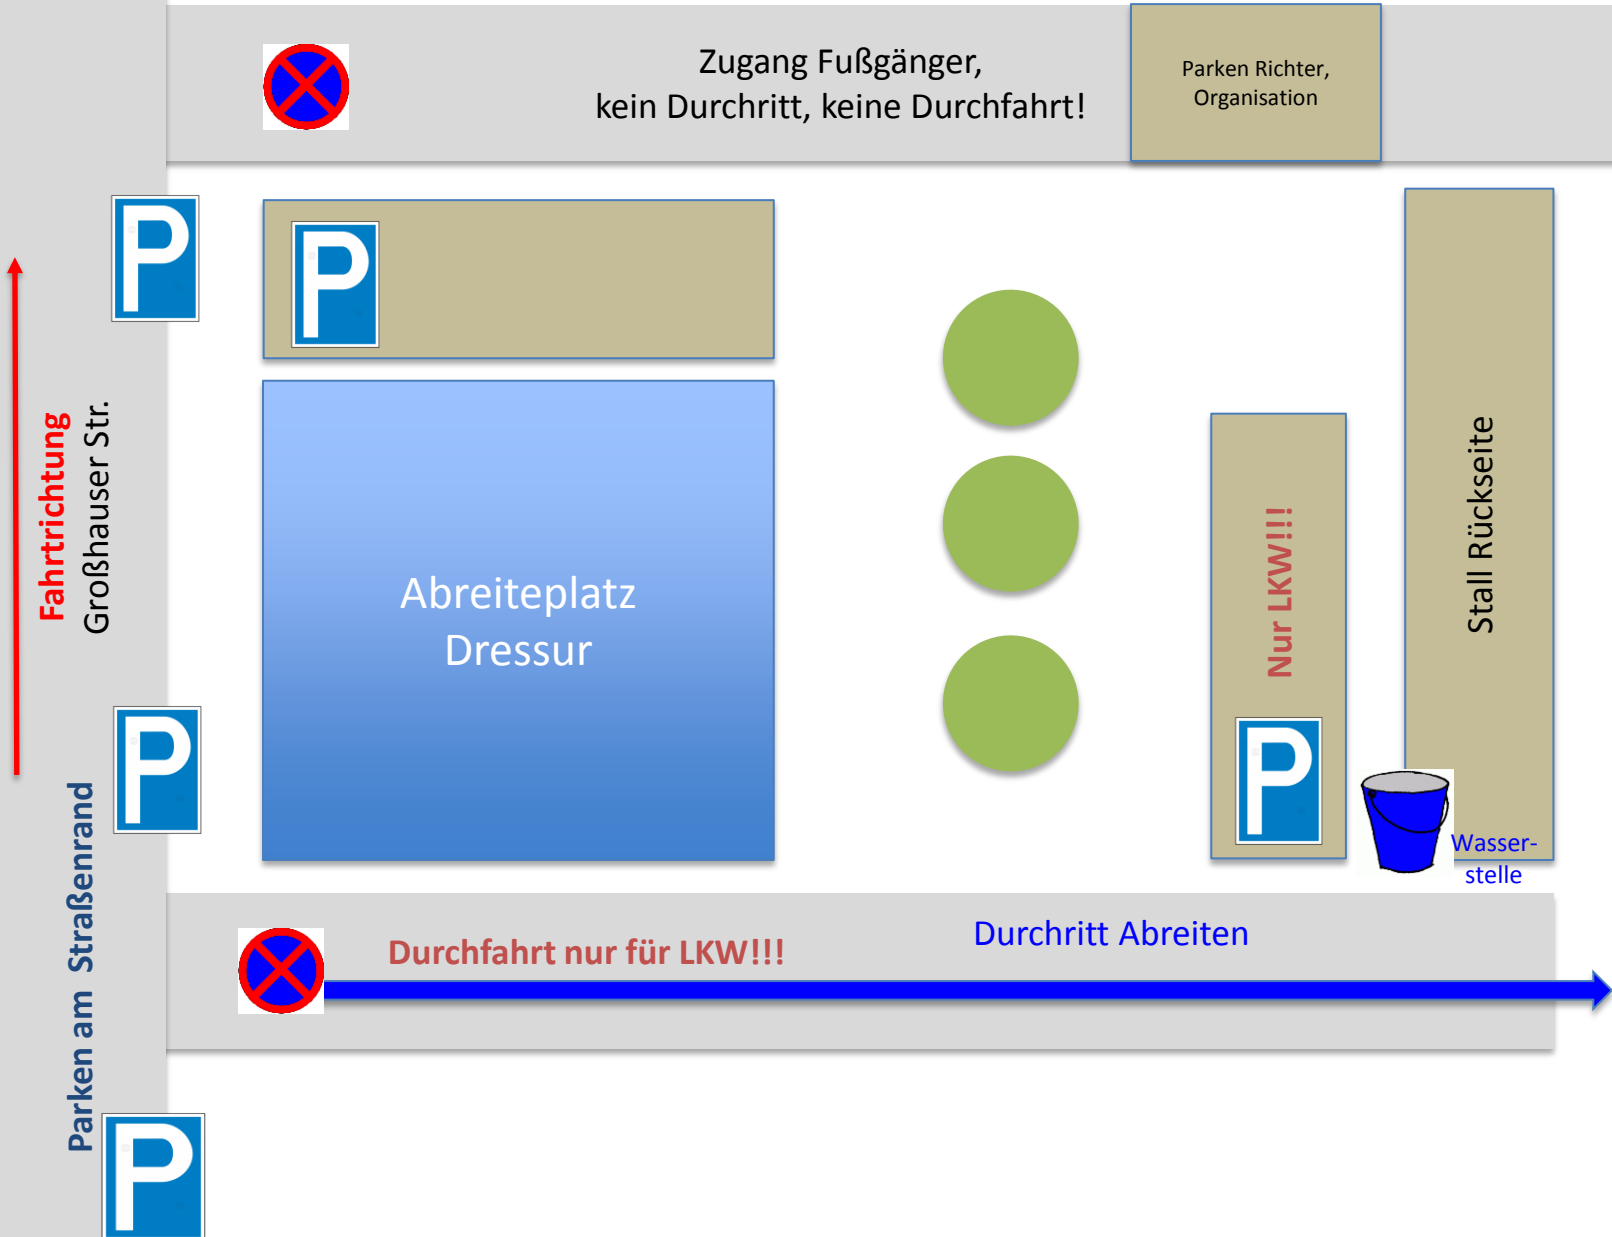 Zugang Fußgänger,
kein Durchritt, keine Durchfahrt!
Parken Richter,
Organisation
P
P
Fahrtrichtung
Großhauser Str.
Abreiteplatz
Dressur
Nur LKW!!!
Stall Rückseite
P
P
Wasser-
stelle
Parken am Straßenrand
Durchfahrt nur für LKW!!!
Durchritt Abreiten
P